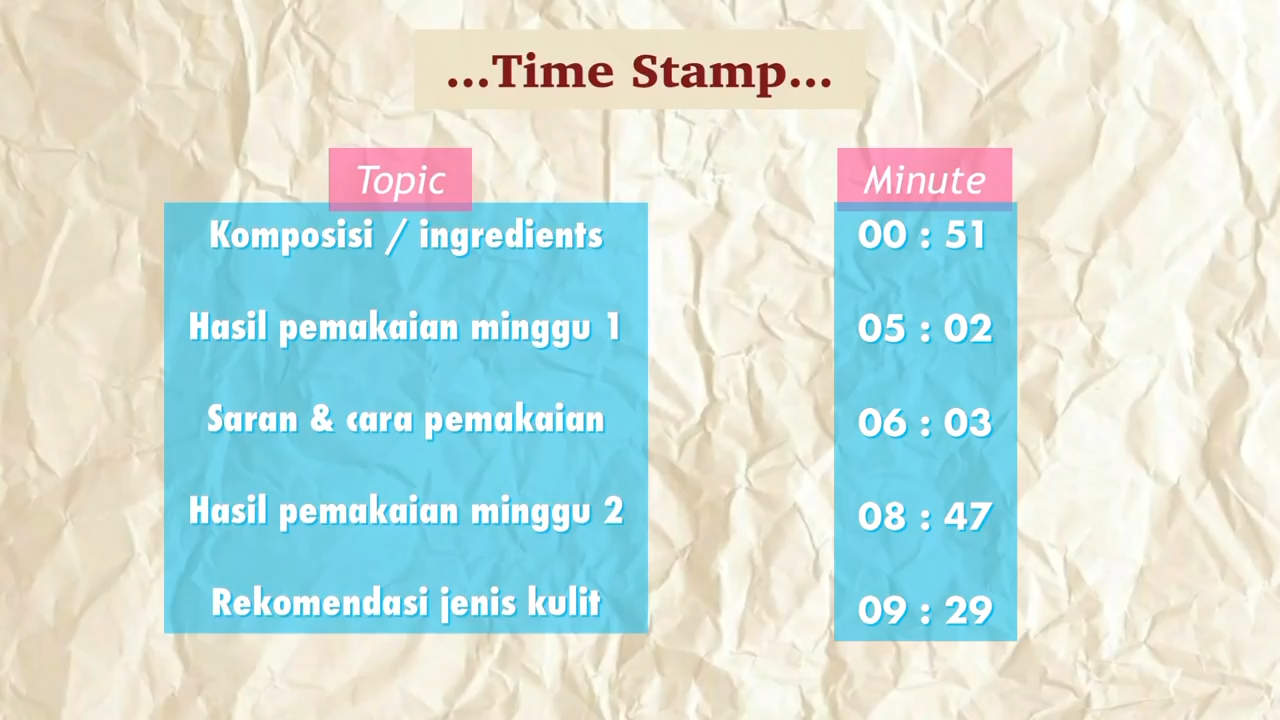 ...Time Stamp...
Topic Minute
Komposisi / ingredients 00 : 51
Hasil pemakaian minggu 1 05 : 02
Saran & cara pemakaian 06 : 03
Hasil pemakaian minggu 2 08 : 47
Rekomendasi jenis kulit 09 : 29